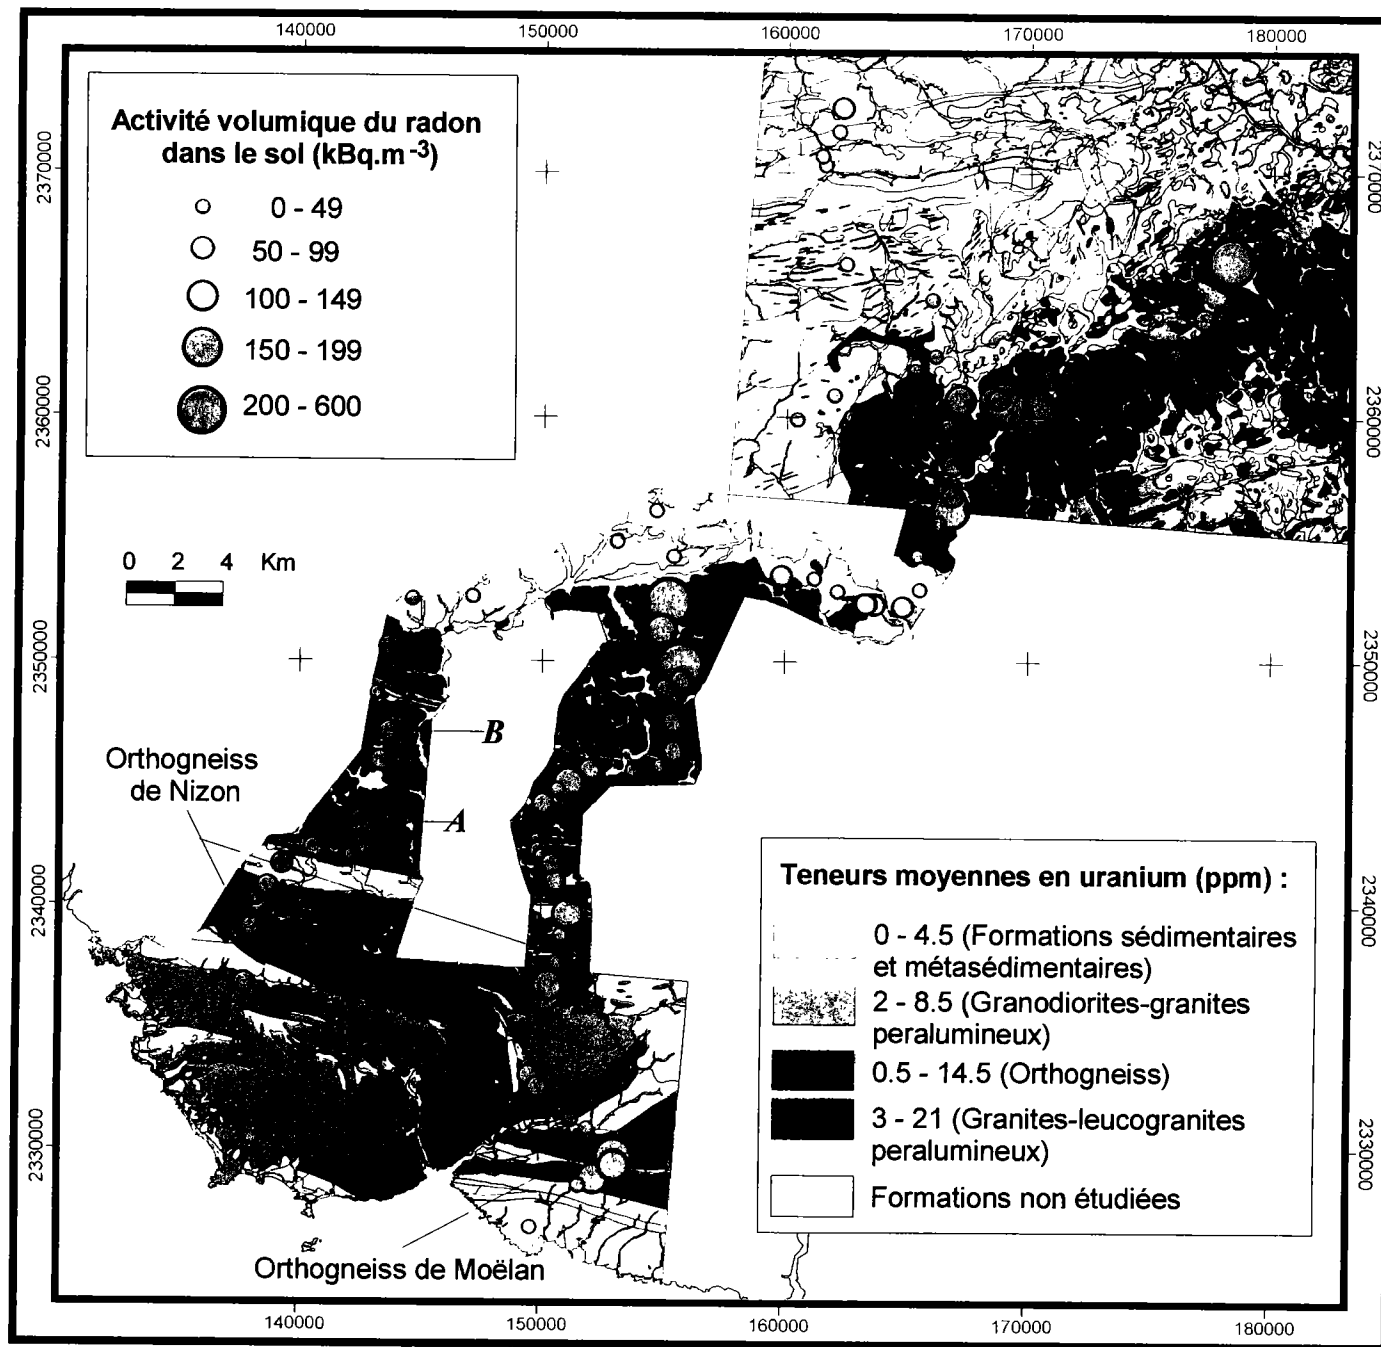 140000
150000
160000
170000
180000
Activité volumique du radon
dans le sol (kBq.m-3)
0 - 49
50 - 99
100 - 149
150 - 199
200 - 600
2370000
2360000
2350000
2340000
2330000
2370000
2360000
2350000
2340000
2330000
0 2 4 Km
B
A
Orthogneiss
de Nizon
Orthogneiss de Moëlan
Teneurs moyennes en uranium (ppm) :
0 - 4.5 (Formations sédimentaires
et métasédimentaires)
2 - 8.5 (Granodiorites-granites
peralumineux)
0.5 - 14.5 (Orthogneiss)
3 - 21 (Granites-leucogranites
peralumineux)
Formations non étudiées
140000
150000
160000
170000
180000